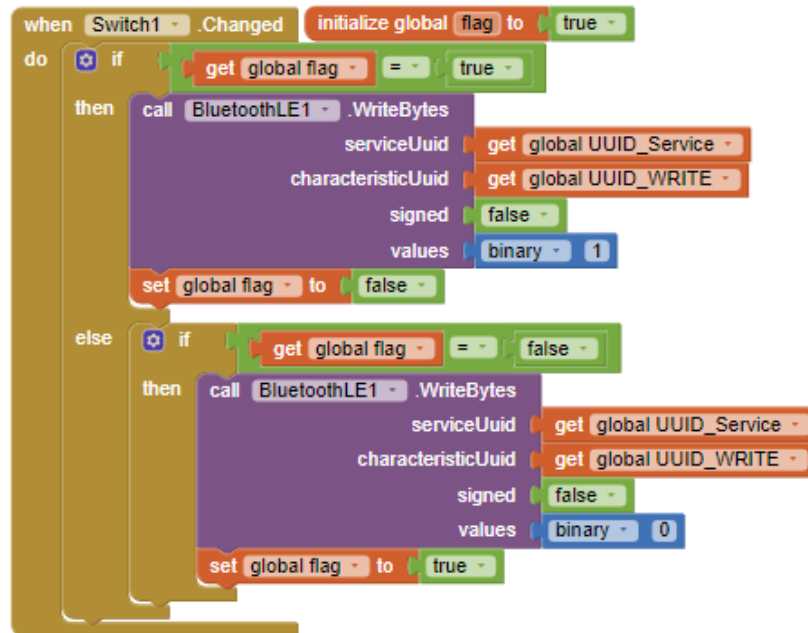 when Switch1 .Changed
initialize global flag to true
do if get global flag = true
then call BluetoothLE1 .WriteBytes
serviceUuid get global UUID_Service
characteristicUuid get global UUID_WRITE
signed false
values binary 1
set global flag to false
else if get global flag = false
then call BluetoothLE1 .WriteBytes
serviceUuid get global UUID_Service
characteristicUuid get global UUID_WRITE
signed false
values binary 0
set global flag to true